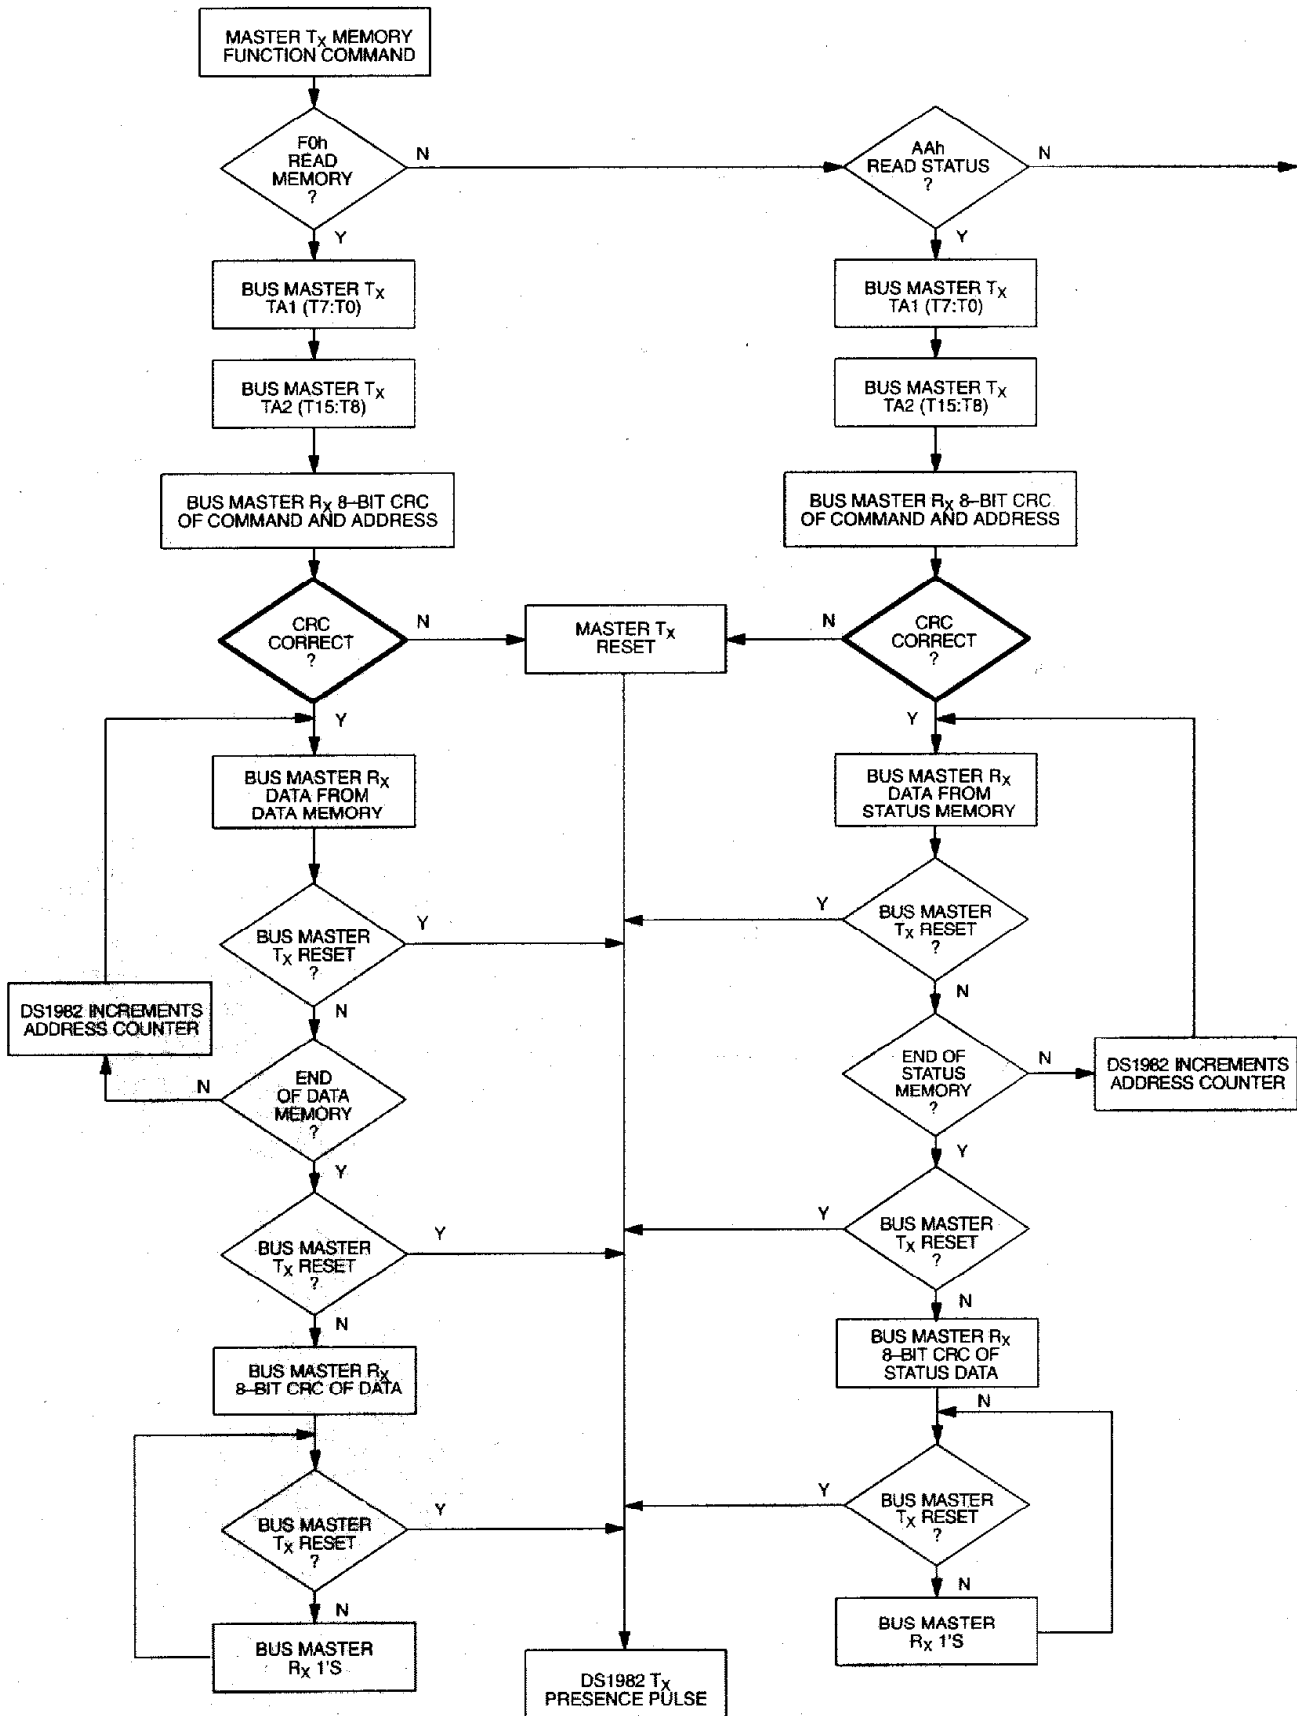 MASTER TX MEMORY
FUNCTION COMMAND
F0h
READ
MEMORY
?
N
Y
AAh
READ STATUS
?
N
Y
BUS MASTER TX
TA1 (T7:T0)
BUS MASTER TX
TA2 (T15:T8)
BUS MASTER RX 8–BIT CRC
OF COMMAND AND ADDRESS
CRC
CORRECT
?
N
Y
BUS MASTER TX
TA1 (T7:T0)
BUS MASTER TX
TA2 (T15:T8)
BUS MASTER RX 8–BIT CRC
OF COMMAND AND ADDRESS
CRC
CORRECT
?
N
Y
MASTER TX
RESET
BUS MASTER RX
DATA FROM
DATA MEMORY
BUS MASTER
TX RESET
?
Y
N
DS1982 INCREMENTS
ADDRESS COUNTER
END
OF DATA
MEMORY
?
N
Y
BUS MASTER
TX RESET
?
Y
N
BUS MASTER RX
8–BIT CRC OF DATA
BUS MASTER
TX RESET
?
Y
N
BUS MASTER
RX 1'S
BUS MASTER RX
DATA FROM
STATUS MEMORY
BUS MASTER
TX RESET
?
Y
N
END OF
STATUS
MEMORY
?
N
Y
DS1982 INCREMENTS
ADDRESS COUNTER
BUS MASTER
TX RESET
?
Y
N
BUS MASTER RX
8–BIT CRC OF
STATUS DATA
N
BUS MASTER
TX RESET
?
Y
N
BUS MASTER
RX 1'S
DS1982 TX
PRESENCE PULSE